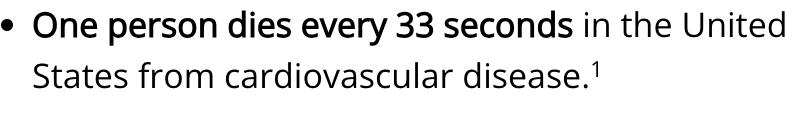 • One person dies every 33 seconds in the United
States from cardiovascular disease.¹